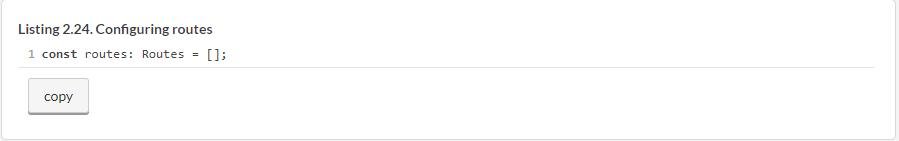 Listing 2.24. Configuring routes
1 const routes: Routes = [];
copy